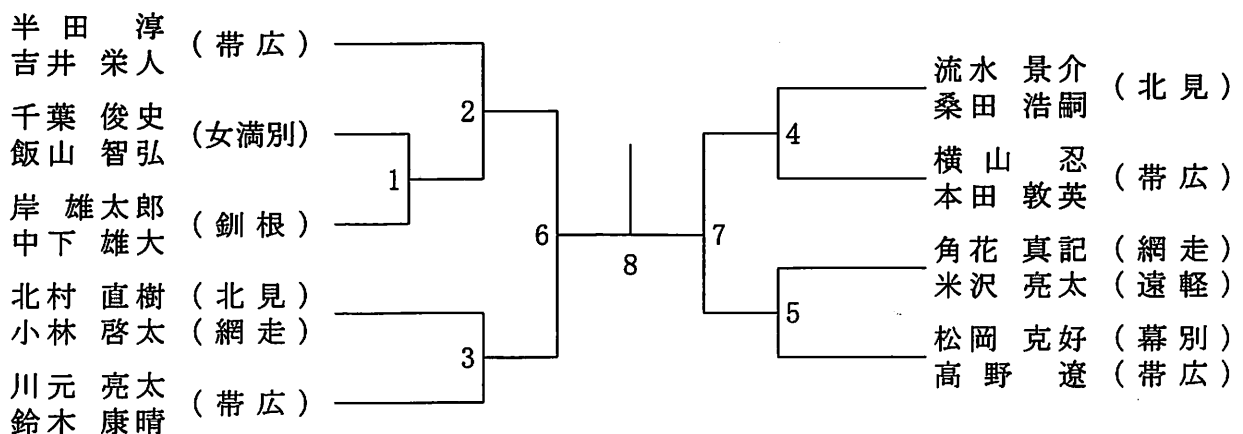 半田 淳
吉井 栄人
(帯広)
千葉 俊史
飯山 智弘
(女満別)
岸 雄太郎
中下 雄大
(釧根)
北村 直樹 (北見)
小林 啓太 (網走)
川元 亮太
鈴木 康晴
(帯広)
2
1
3
6
8
7
4
5
流水 景介
桑田 浩嗣
(北見)
横山 忍
本田 敦英
(帯広)
角花 真記 (網走)
米沢 亮太 (遠軽)
松岡 克好 (幕別)
高野 遼 (帯広)